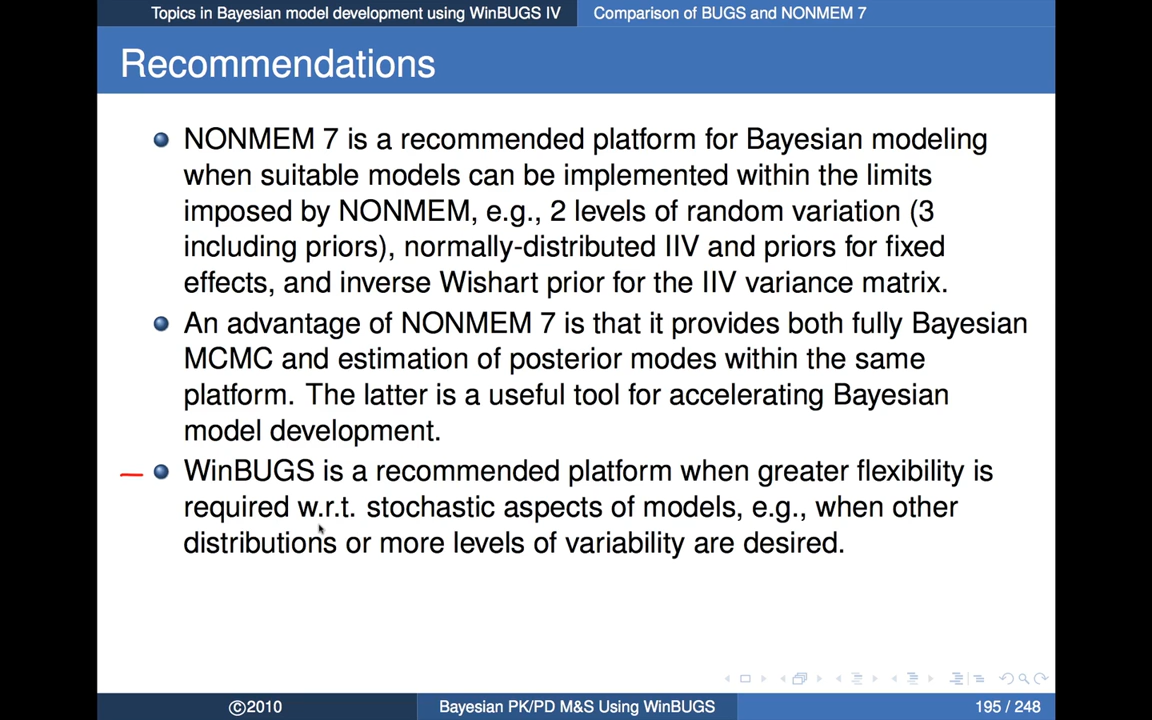 Topics in Bayesian model development using WinBUGS IV
Comparison of BUGS and NONMEM 7
Recommendations
NONMEM 7 is a recommended platform for Bayesian modeling
when suitable models can be implemented within the limits
imposed by NONMEM, e.g., 2 levels of random variation (3
including priors), normally-distributed IIV and priors for fixed
effects, and inverse Wishart prior for the IIV variance matrix.
An advantage of NONMEM 7 is that it provides both fully Bayesian
MCMC and estimation of posterior modes within the same
platform. The latter is a useful tool for accelerating Bayesian
model development.
WinBUGS is a recommended platform when greater flexibility is
required w.r.t. stochastic aspects of models, e.g., when other
distributions or more levels of variability are desired.
©2010
Bayesian PK/PD M&S Using WinBUGS
195 / 248